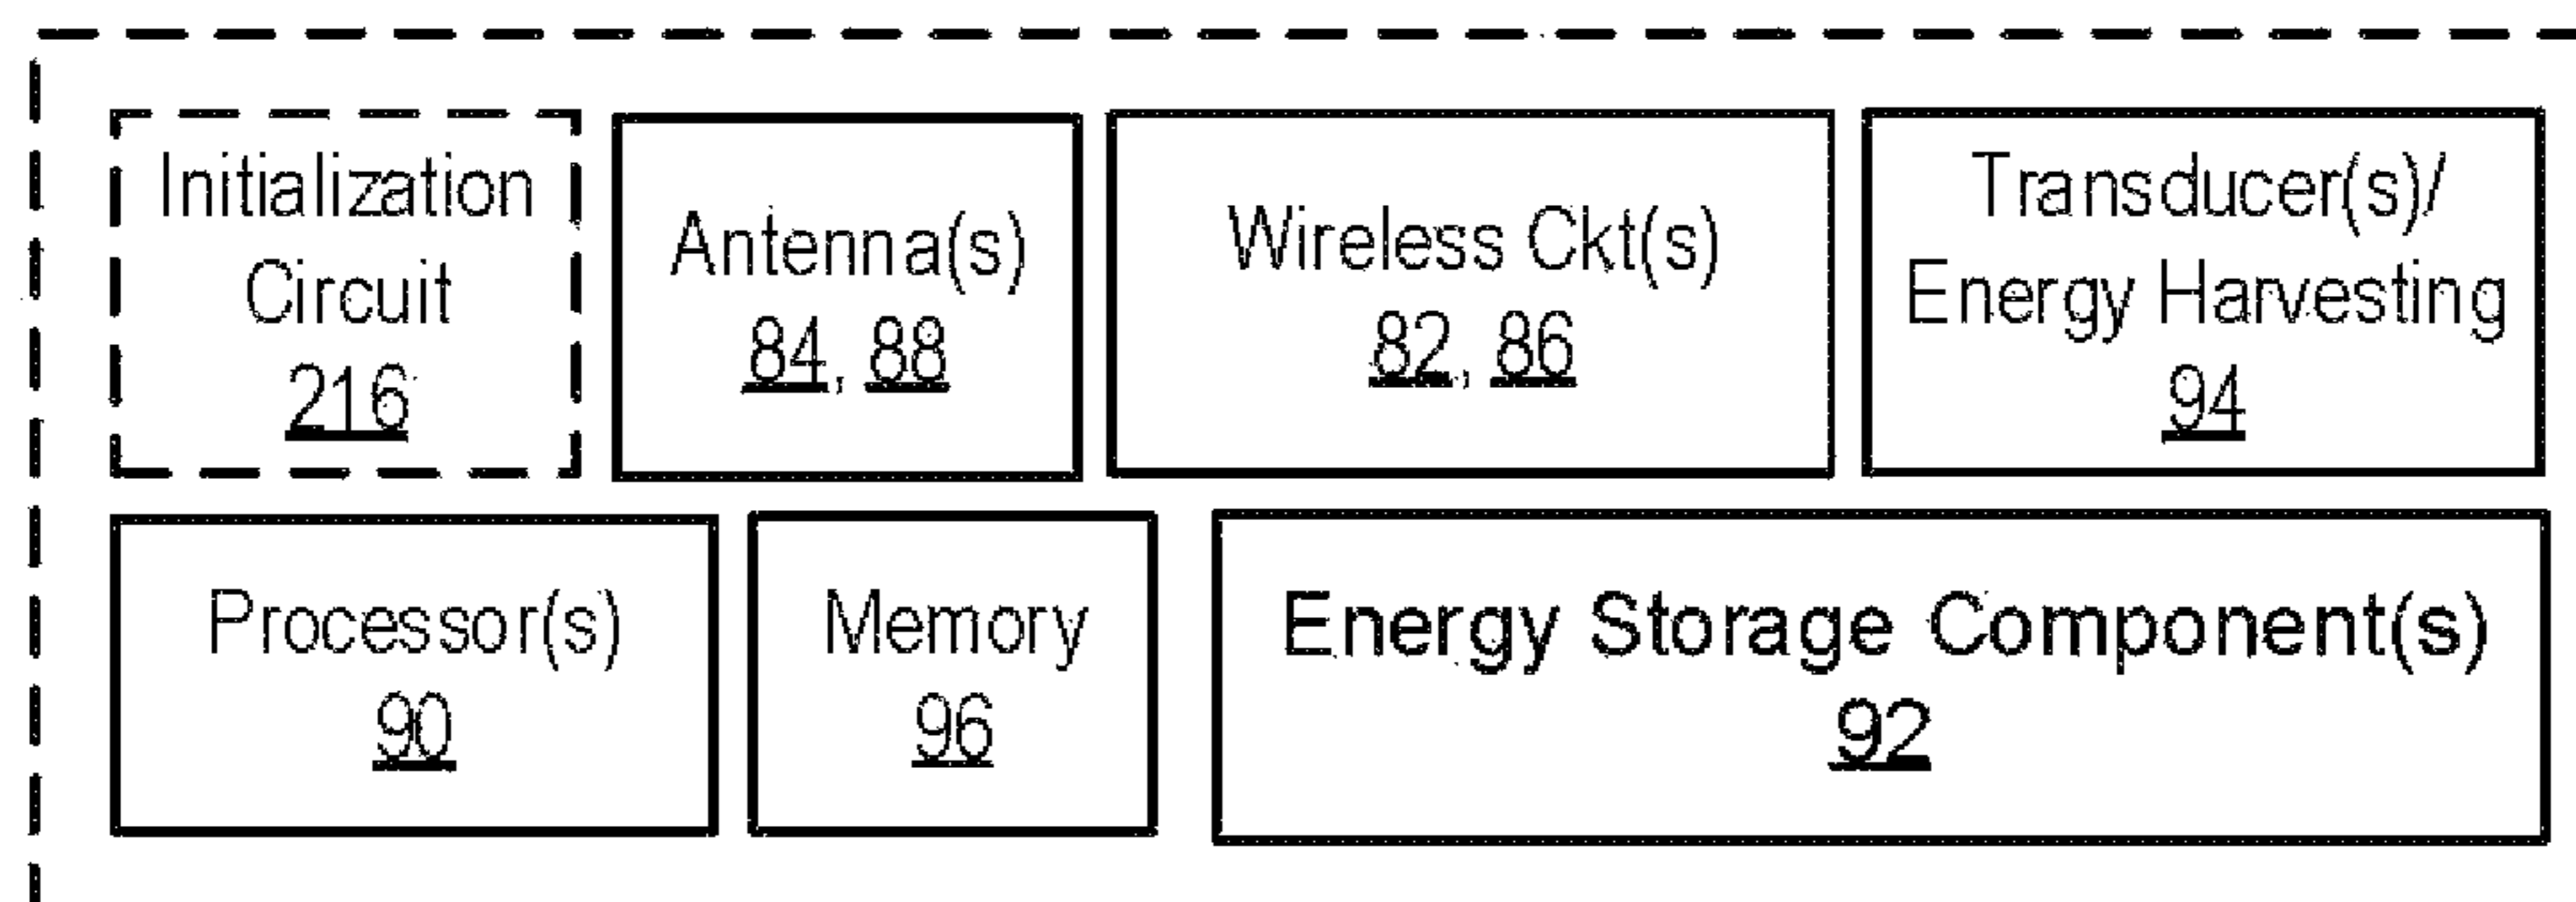 Initialization
Circuit
216
Antenna(s)
84, 88
Wireless Ckt(s)
82, 86
Transducer(s)/
Energy Harvesting
94
Processor(s)
90
Memory
96
Energy Storage Component(s)
92